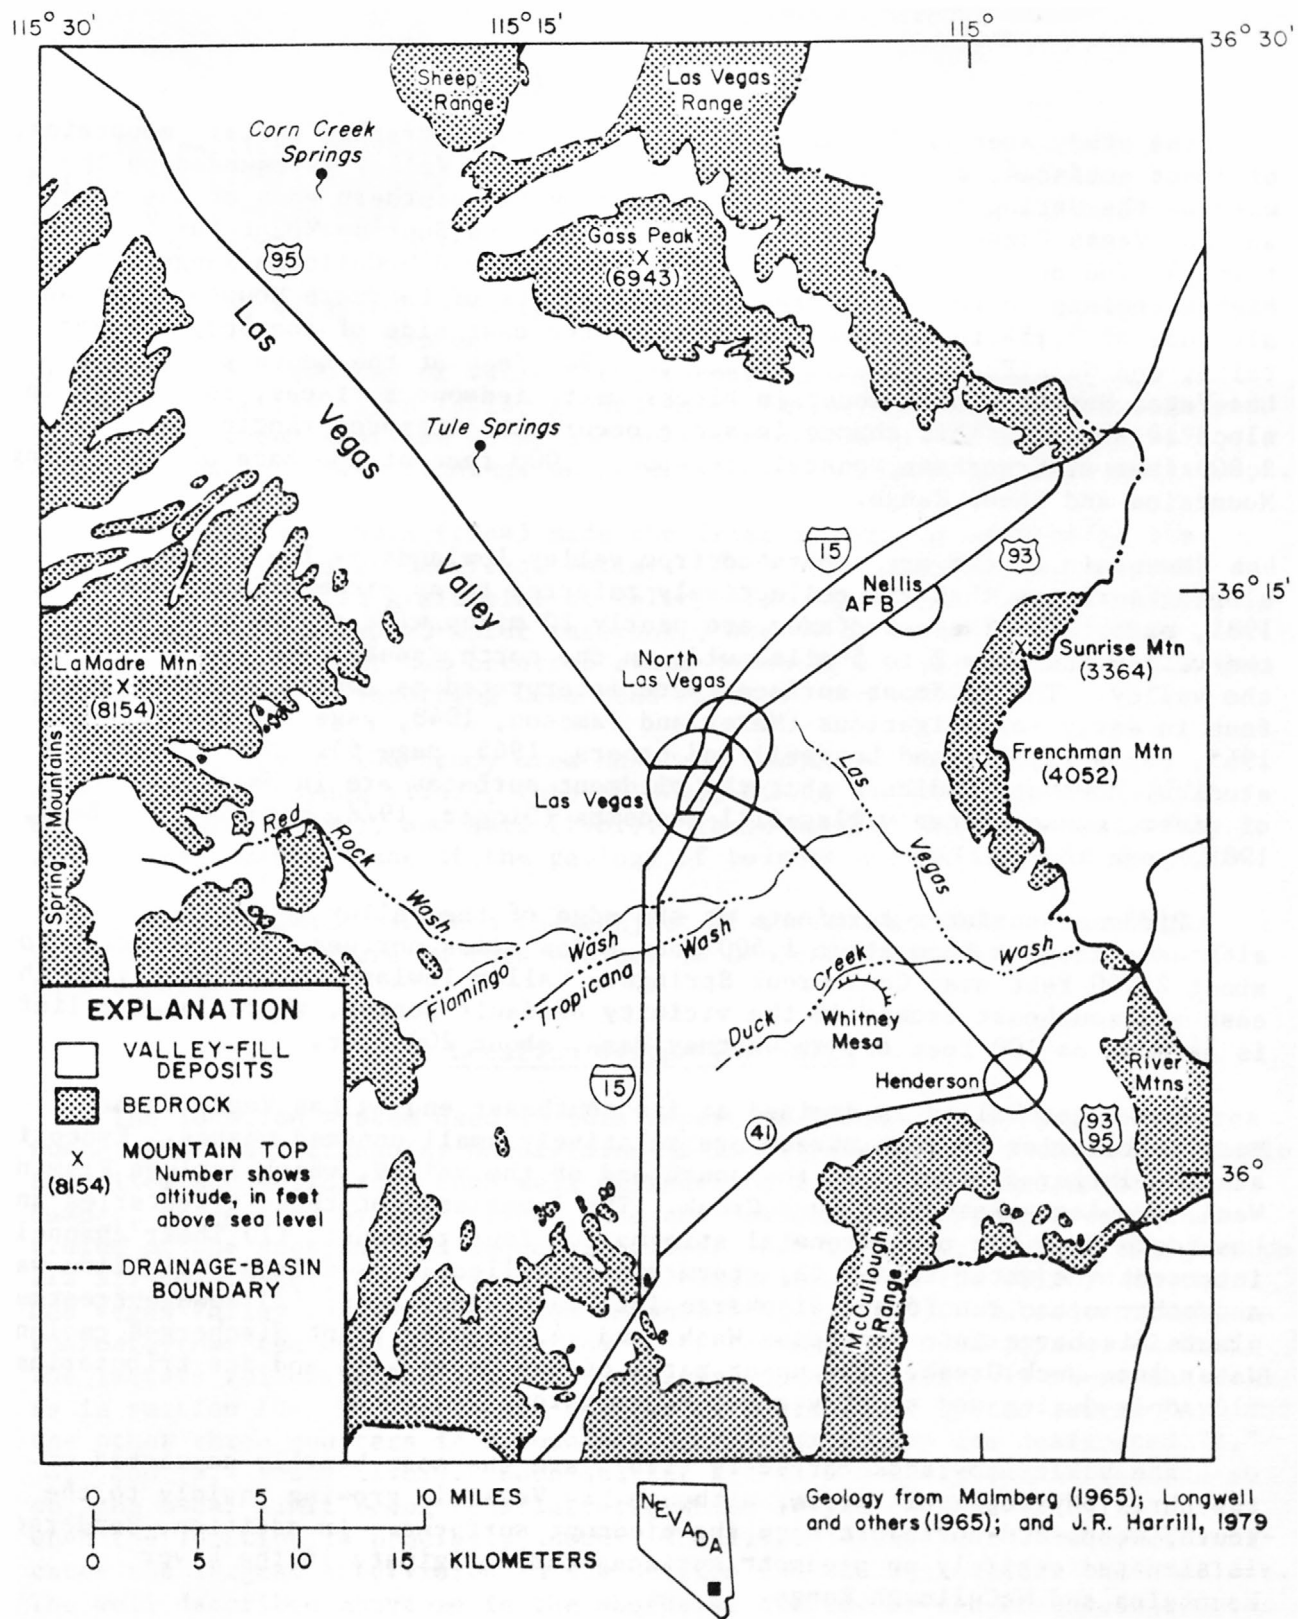 115° 30'
115° 15'
115°
36° 30'
Sheep
Range
Las Vegas
Range
Corn Creek
Springs
Gass Peak
X
(6943)
95
Las
Vegas
Valley
Tule Springs
15
93
Nellis
AFB
36° 15'
LaMadre Mtn
X
(8154)
North
Las Vegas
X
Sunrise Mtn
(3364)
Frenchman Mtn
(4052)
Las Vegas
Spring Mountains
Red Rock Wash
Las Vegas Wash
Flamingo Wash
Tropicana Wash
Duck Creek
Whitney
Mesa
Henderson
River
Mtns
15
41
93
95
36°
McCullough
Range
EXPLANATION
VALLEY-FILL
DEPOSITS
BEDROCK
X
(8154)
MOUNTAIN TOP
Number shows
altitude, in feet
above sea level
DRAINAGE-BASIN
BOUNDARY
0 5 10 MILES
0 5 10 15 KILOMETERS
NEVADA
Geology from Malmberg (1965); Longwell
and others (1965); and J.R. Harrill, 1979